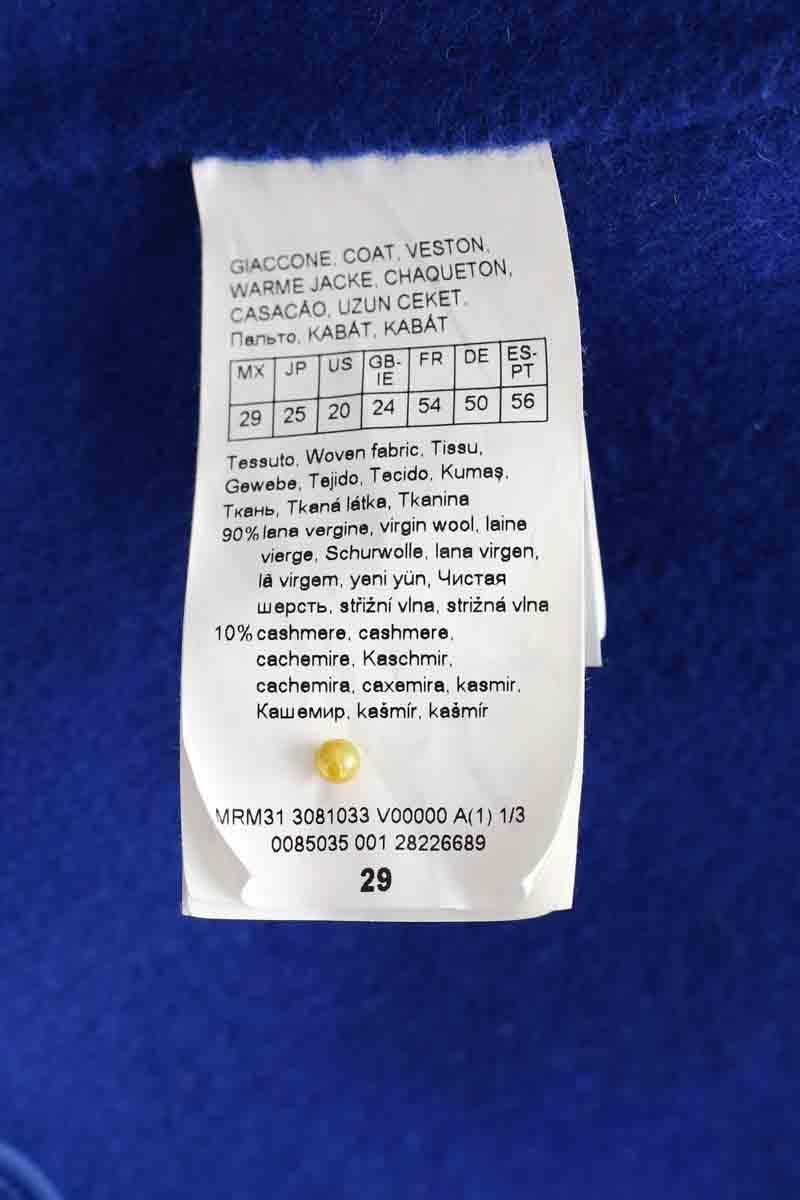 GIACCONE, COAT, VESTON,
WARME JACKE, CHAQUETON,
CASACÃO, UZUN CEKET,
Пальто, KABÁT, KABÁT
MX JP US GB-IE FR DE ES-PT
29 25 20 24 54 50 56
Tessuto, Woven fabric, Tissu,
Gewebe, Tejido, Tecido, Kumaş,
Ткань, Tkaná látka, Tkanina
90% lana vergine, virgin wool, laine
vierge, Schurwolle, lana virgen,
lã virgem, yeni yün, Чистая
шерсть, střižní vlna, strižná vlna
10% cashmere, cashmere,
cachemire, Kaschmir,
cachemira, caxemira, kasmir,
Кашемир, kašmír, kašmír
MRM31 3081033 V00000 A(1) 1/3
0085035 001 28226689
29